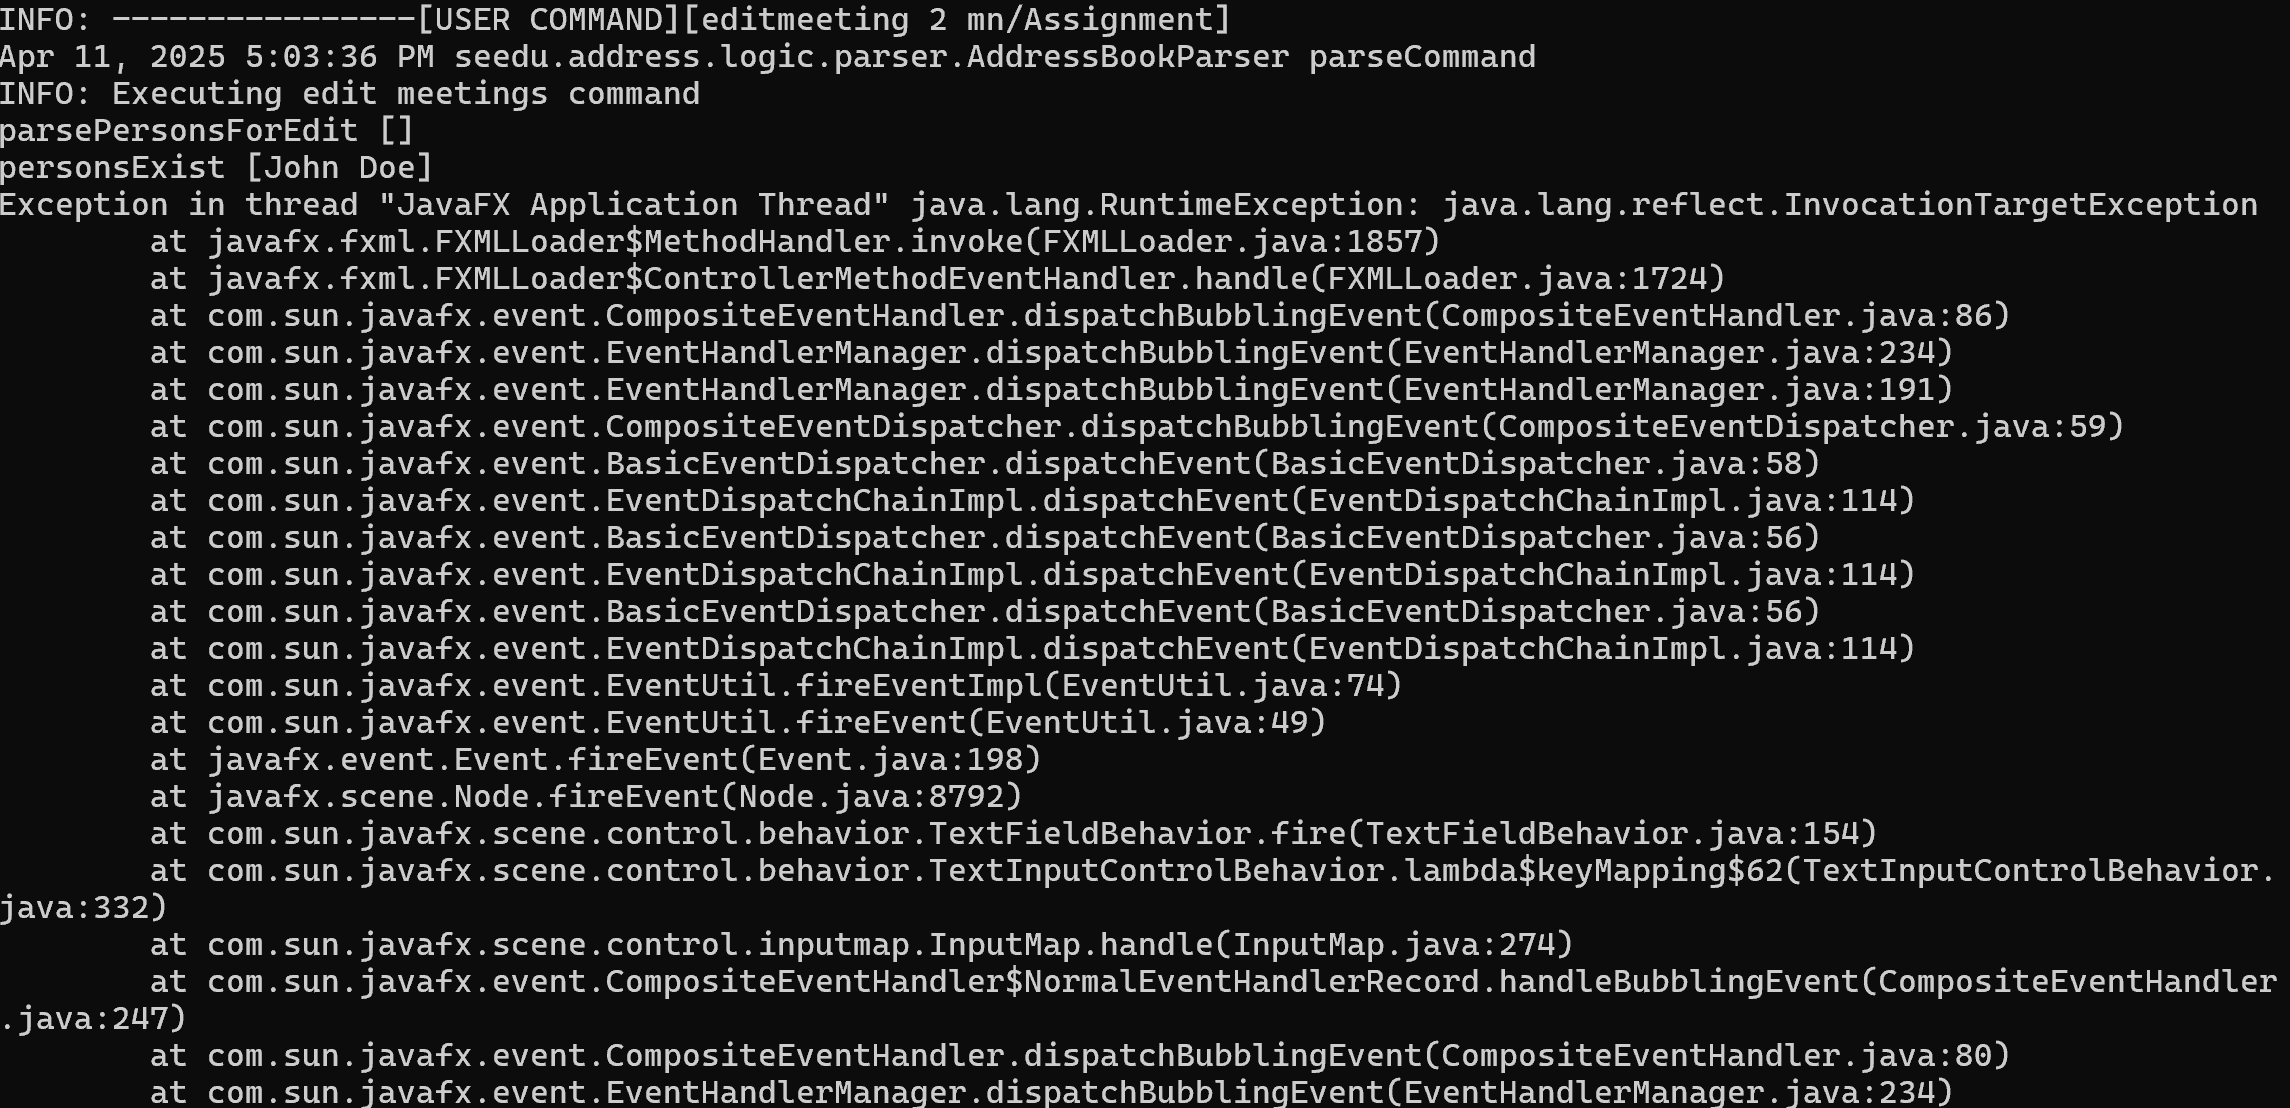 INFO: ----------------[USER COMMAND][editmeeting 2 mn/Assignment]
Apr 11, 2025 5:03:36 PM seedu.address.logic.parser.AddressBookParser parseCommand
INFO: Executing edit meetings command
parsePersonsForEdit []
personsExist [John Doe]
Exception in thread "JavaFX Application Thread" java.lang.RuntimeException: java.lang.reflect.InvocationTargetException
        at javafx.fxml.FXMLLoader$MethodHandler.invoke(FXMLLoader.java:1857)
        at javafx.fxml.FXMLLoader$ControllerMethodEventHandler.handle(FXMLLoader.java:1724)
        at com.sun.javafx.event.CompositeEventHandler.dispatchBubblingEvent(CompositeEventHandler.java:86)
        at com.sun.javafx.event.EventHandlerManager.dispatchBubblingEvent(EventHandlerManager.java:234)
        at com.sun.javafx.event.EventHandlerManager.dispatchBubblingEvent(EventHandlerManager.java:191)
        at com.sun.javafx.event.CompositeEventDispatcher.dispatchBubblingEvent(CompositeEventDispatcher.java:59)
        at com.sun.javafx.event.BasicEventDispatcher.dispatchEvent(BasicEventDispatcher.java:58)
        at com.sun.javafx.event.EventDispatchChainImpl.dispatchEvent(EventDispatchChainImpl.java:114)
        at com.sun.javafx.event.BasicEventDispatcher.dispatchEvent(BasicEventDispatcher.java:56)
        at com.sun.javafx.event.EventDispatchChainImpl.dispatchEvent(EventDispatchChainImpl.java:114)
        at com.sun.javafx.event.BasicEventDispatcher.dispatchEvent(BasicEventDispatcher.java:56)
        at com.sun.javafx.event.EventDispatchChainImpl.dispatchEvent(EventDispatchChainImpl.java:114)
        at com.sun.javafx.event.EventUtil.fireEventImpl(EventUtil.java:74)
        at com.sun.javafx.event.EventUtil.fireEvent(EventUtil.java:49)
        at javafx.event.Event.fireEvent(Event.java:198)
        at javafx.scene.Node.fireEvent(Node.java:8792)
        at com.sun.javafx.scene.control.behavior.TextFieldBehavior.fire(TextFieldBehavior.java:154)
        at com.sun.javafx.scene.control.behavior.TextInputControlBehavior.lambda$keyMapping$62(TextInputControlBehavior.
java:332)
        at com.sun.javafx.scene.control.inputmap.InputMap.handle(InputMap.java:274)
        at com.sun.javafx.event.CompositeEventHandler$NormalEventHandlerRecord.handleBubblingEvent(CompositeEventHandler
.java:247)
        at com.sun.javafx.event.CompositeEventHandler.dispatchBubblingEvent(CompositeEventHandler.java:80)
        at com.sun.javafx.event.EventHandlerManager.dispatchBubblingEvent(EventHandlerManager.java:234)